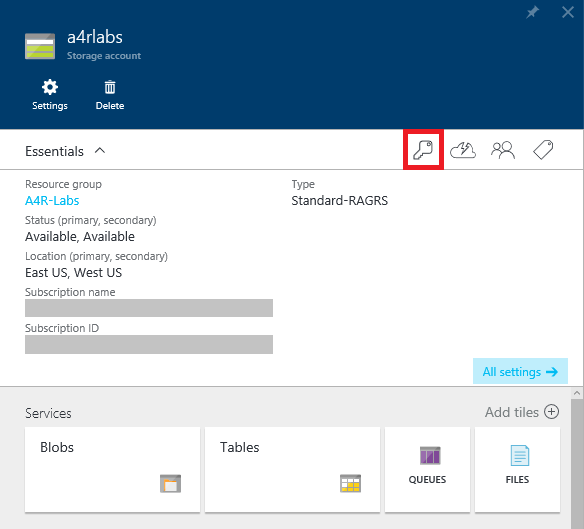 a4rlabs
Storage account
Settings
Delete
Essentials
Resource group
A4R-Labs
Status (primary, secondary)
Available, Available
Location (primary, secondary)
East US, West US
Subscription name
Subscription ID
Type
Standard-RAGRS
All settings
Services
Add tiles
Blobs
Tables
QUEUES
FILES